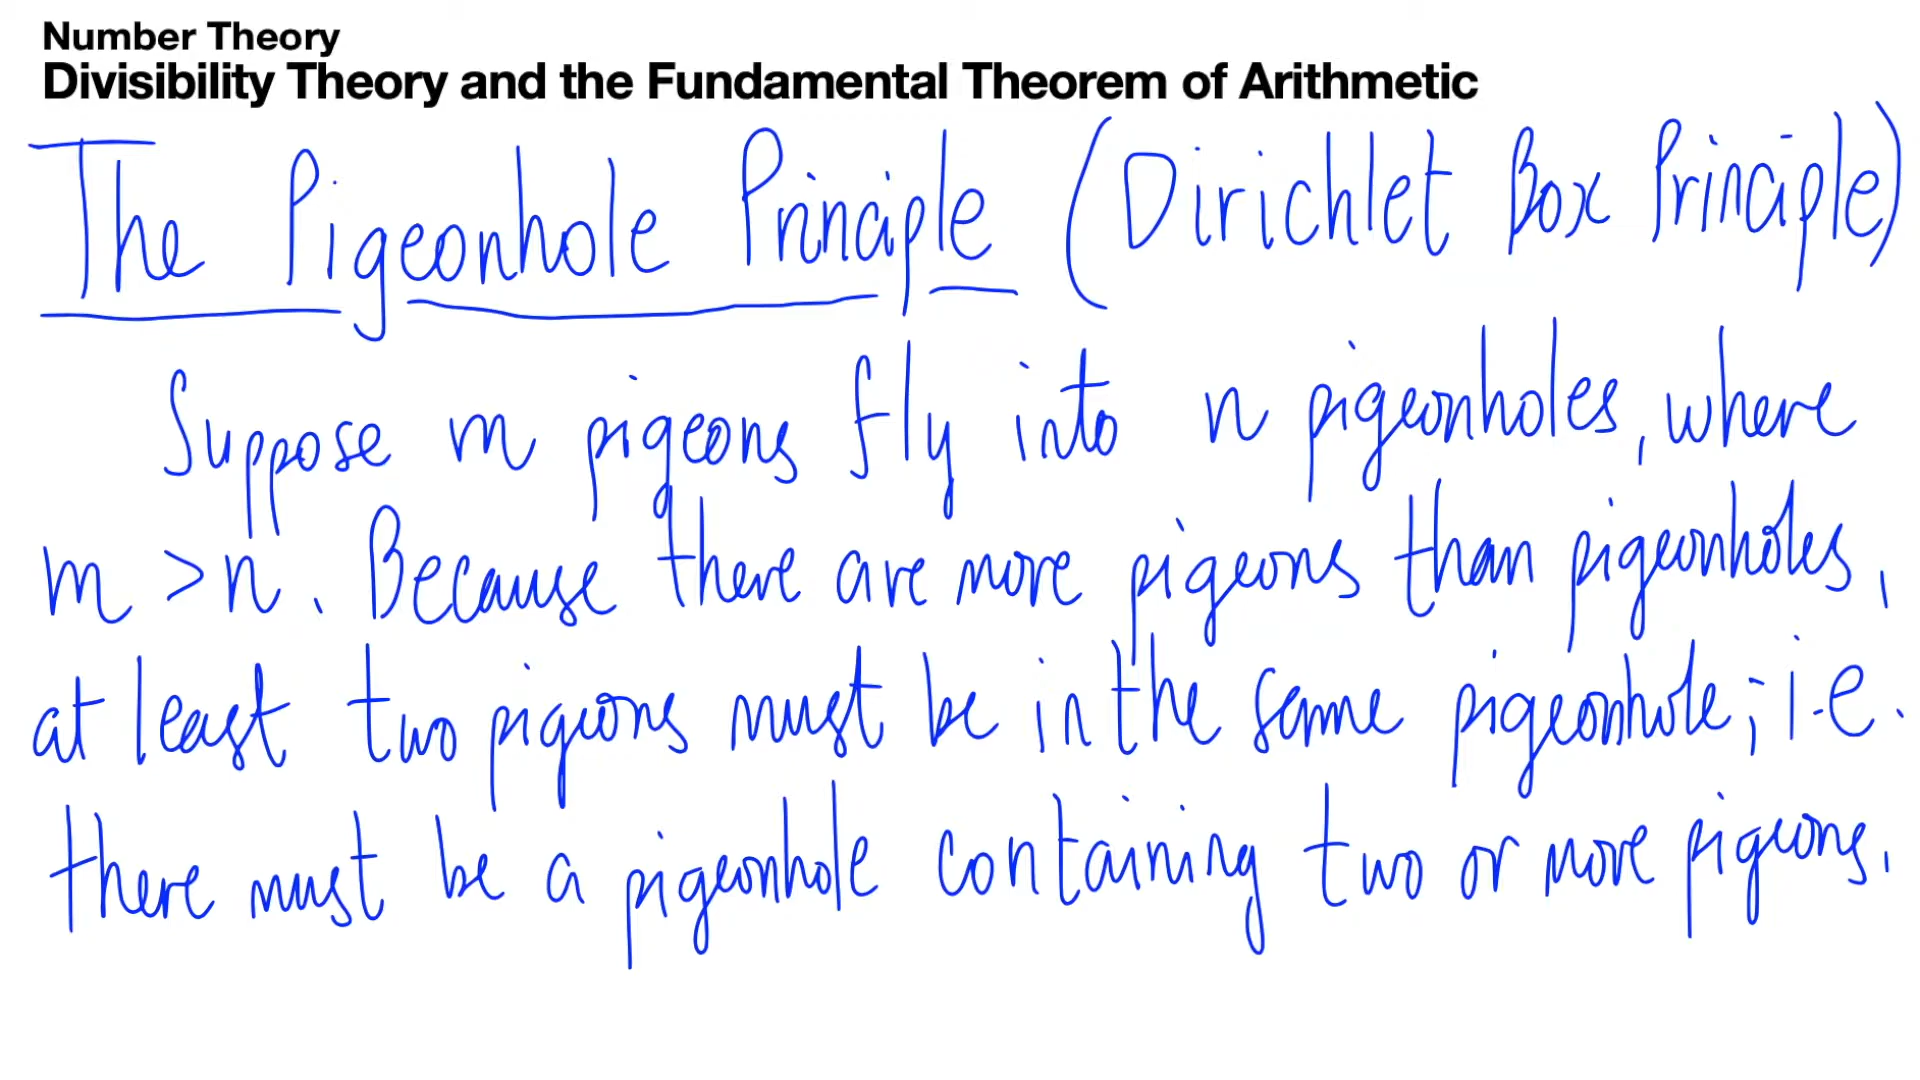 Number Theory
Divisibility Theory and the Fundamental Theorem of Arithmetic
The Pigeonhole Principle (Dirichlet Box Principle)
Suppose m pigeons fly into n pigeonholes, where
m > n. Because there are more pigeons than pigeonholes,
at least two pigeons must be in the same pigeonhole; i.e.
there must be a pigeonhole containing two or more pigeons.